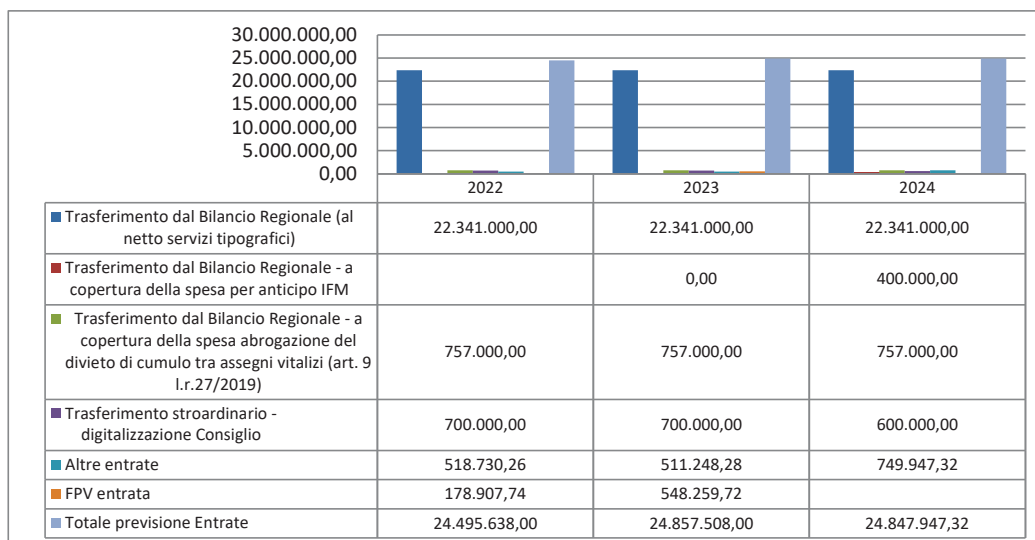 30.000.000,00
25.000.000,00
20.000.000,00
15.000.000,00
10.000.000,00
5.000.000,00
0,00
2022 2023 2024
Trasferimento dal Bilancio Regionale (al
netto servizi tipografici)
22.341.000,00 22.341.000,00 22.341.000,00
Trasferimento dal Bilancio Regionale - a
copertura della spesa per anticipo IFM
0,00 400.000,00
Trasferimento dal Bilancio Regionale - a
copertura della spesa abrogazione del
divieto di cumulo tra assegni vitalizi (art. 9
l.r.27/2019)
757.000,00 757.000,00 757.000,00
Trasferimento stroardinario -
digitalizzazione Consiglio
700.000,00 700.000,00 600.000,00
Altre entrate 518.730,26 511.248,28 749.947,32
FPV entrata 178.907,74 548.259,72
Totale previsione Entrate 24.495.638,00 24.857.508,00 24.847.947,32